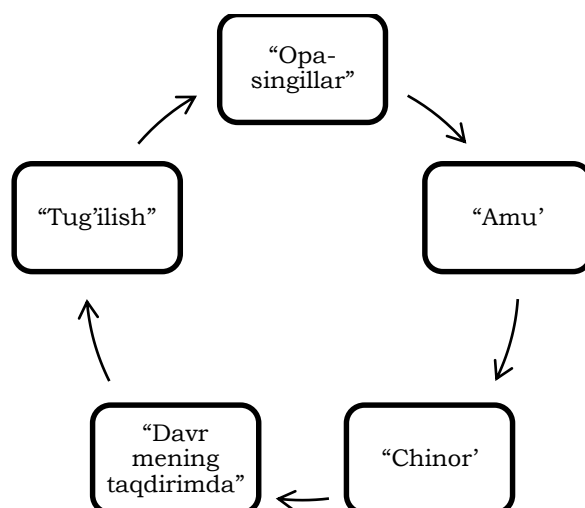 “Opa-
singillar”
“Amu’
“Chinor’
“Davr
mening
taqdirimda”
“Tug’ilish”